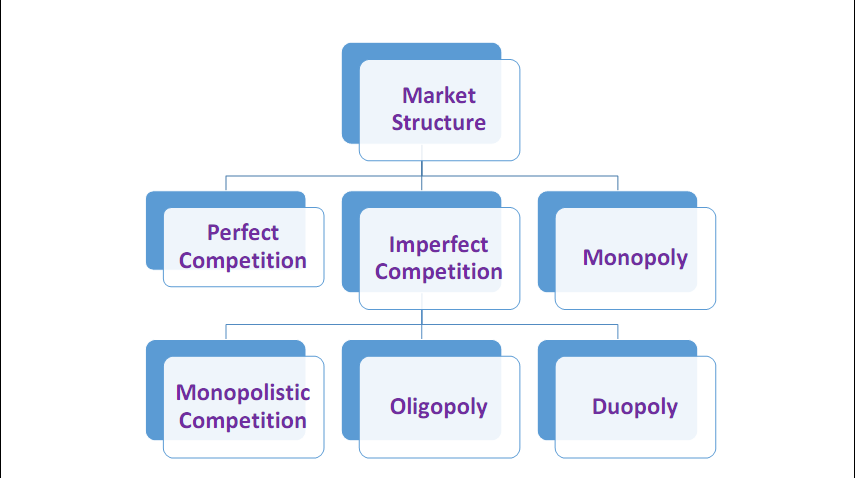 Market
Structure
Perfect
Competition
Imperfect
Competition
Monopoly
Monopolistic
Competition
Oligopoly
Duopoly